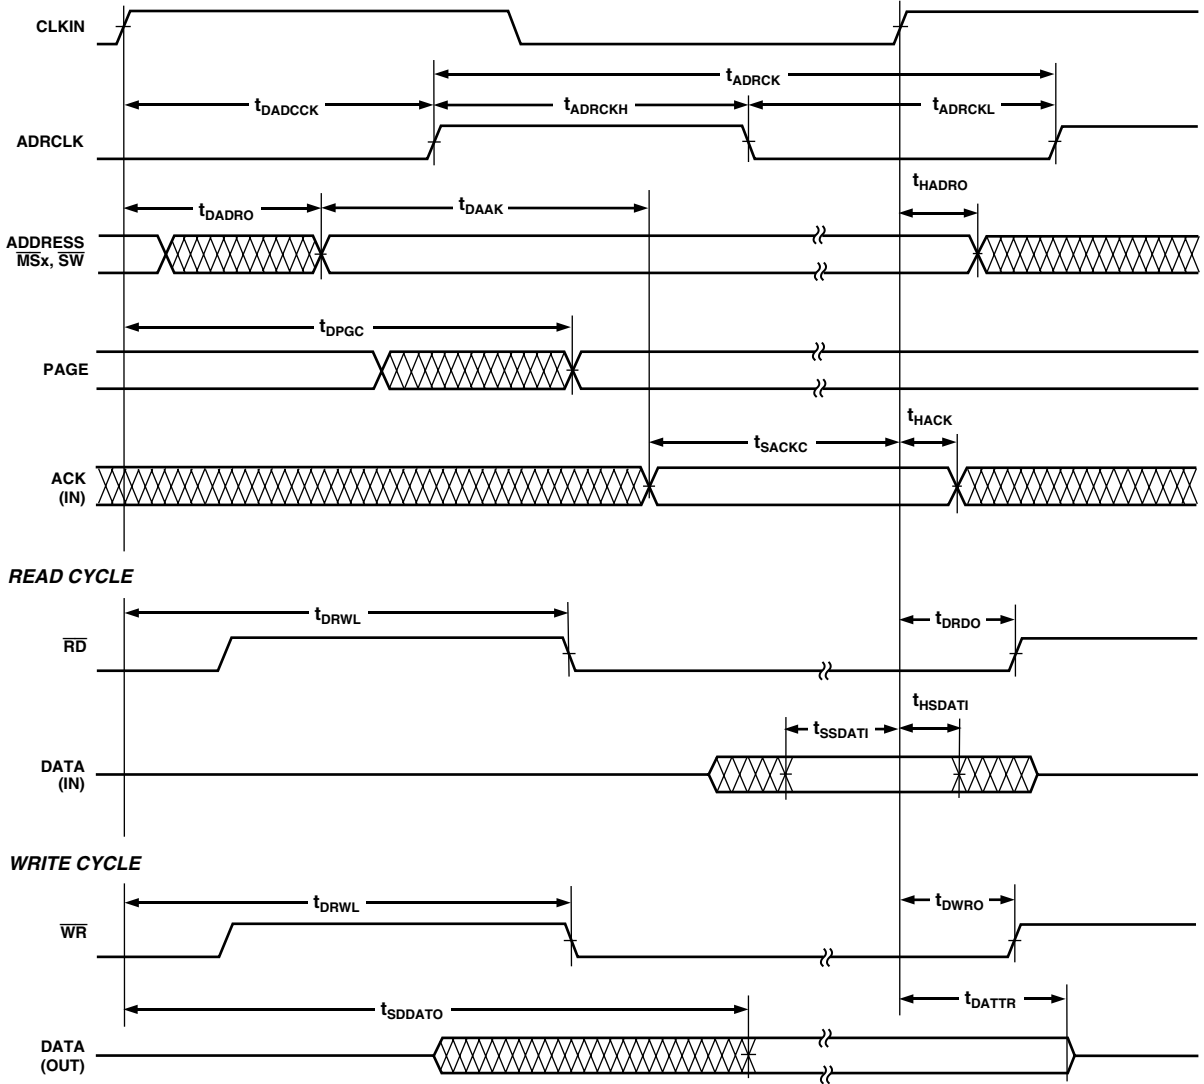 CLKIN
tADRCK
tDADCCK
tADRCKH
tADRCKL
ADRCLK
tHADRO
tDADRO
tDAAK
ADDRESS
MSx, SW
tDPGC
PAGE
tHACK
tSACKC
ACK
(IN)
READ CYCLE
tDRWL
tDRDO
RD
tHSDATI
tSSDATI
DATA
(IN)
WRITE CYCLE
tDRWL
tDWRO
WR
tSDDATO
tDATTR
DATA
(OUT)